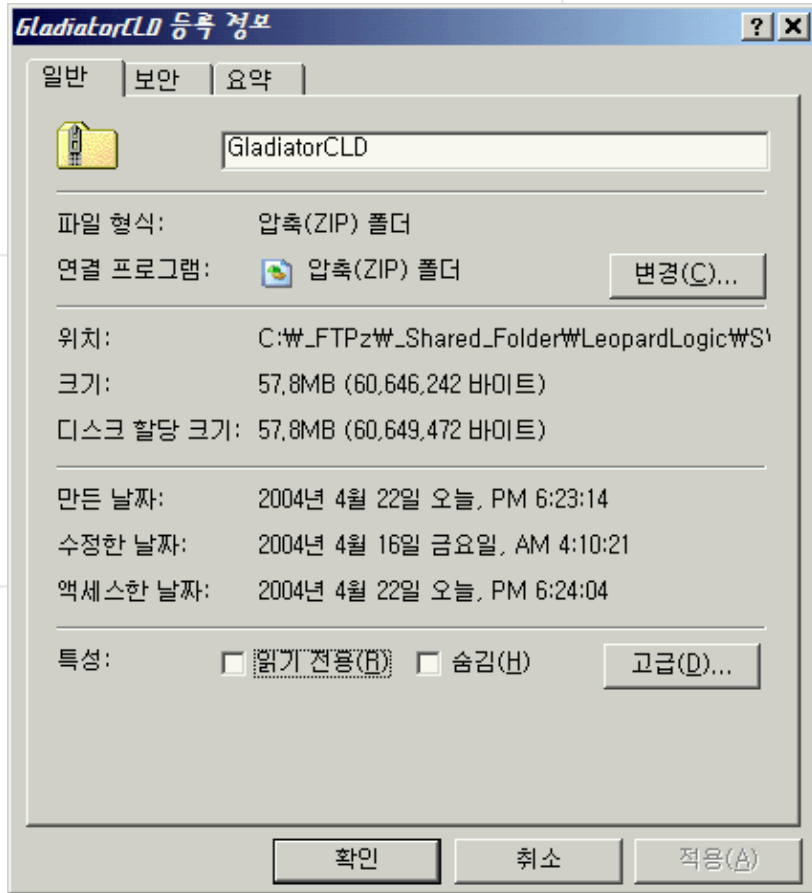 GladiatorCLD 등록 정보
일반 보안 요약
GladiatorCLD
파일 형식: 압축(ZIP) 폴더
연결 프로그램: 압축(ZIP) 폴더 변경(C)...
위치: C:₩_FTPz₩_Shared_Folder₩LeopardLogic₩S
크기: 57,8MB (60,646,242 바이트)
디스크 할당 크기: 57,8MB (60,649,472 바이트)
만든 날짜: 2004년 4월 22일 오늘, PM 6:23:14
수정한 날짜: 2004년 4월 16일 금요일, AM 4:10:21
액세스한 날짜: 2004년 4월 22일 오늘, PM 6:24:04
특성: 읽기 전용(R) 숨김(H) 고급(D)...
확인 취소 적용(A)